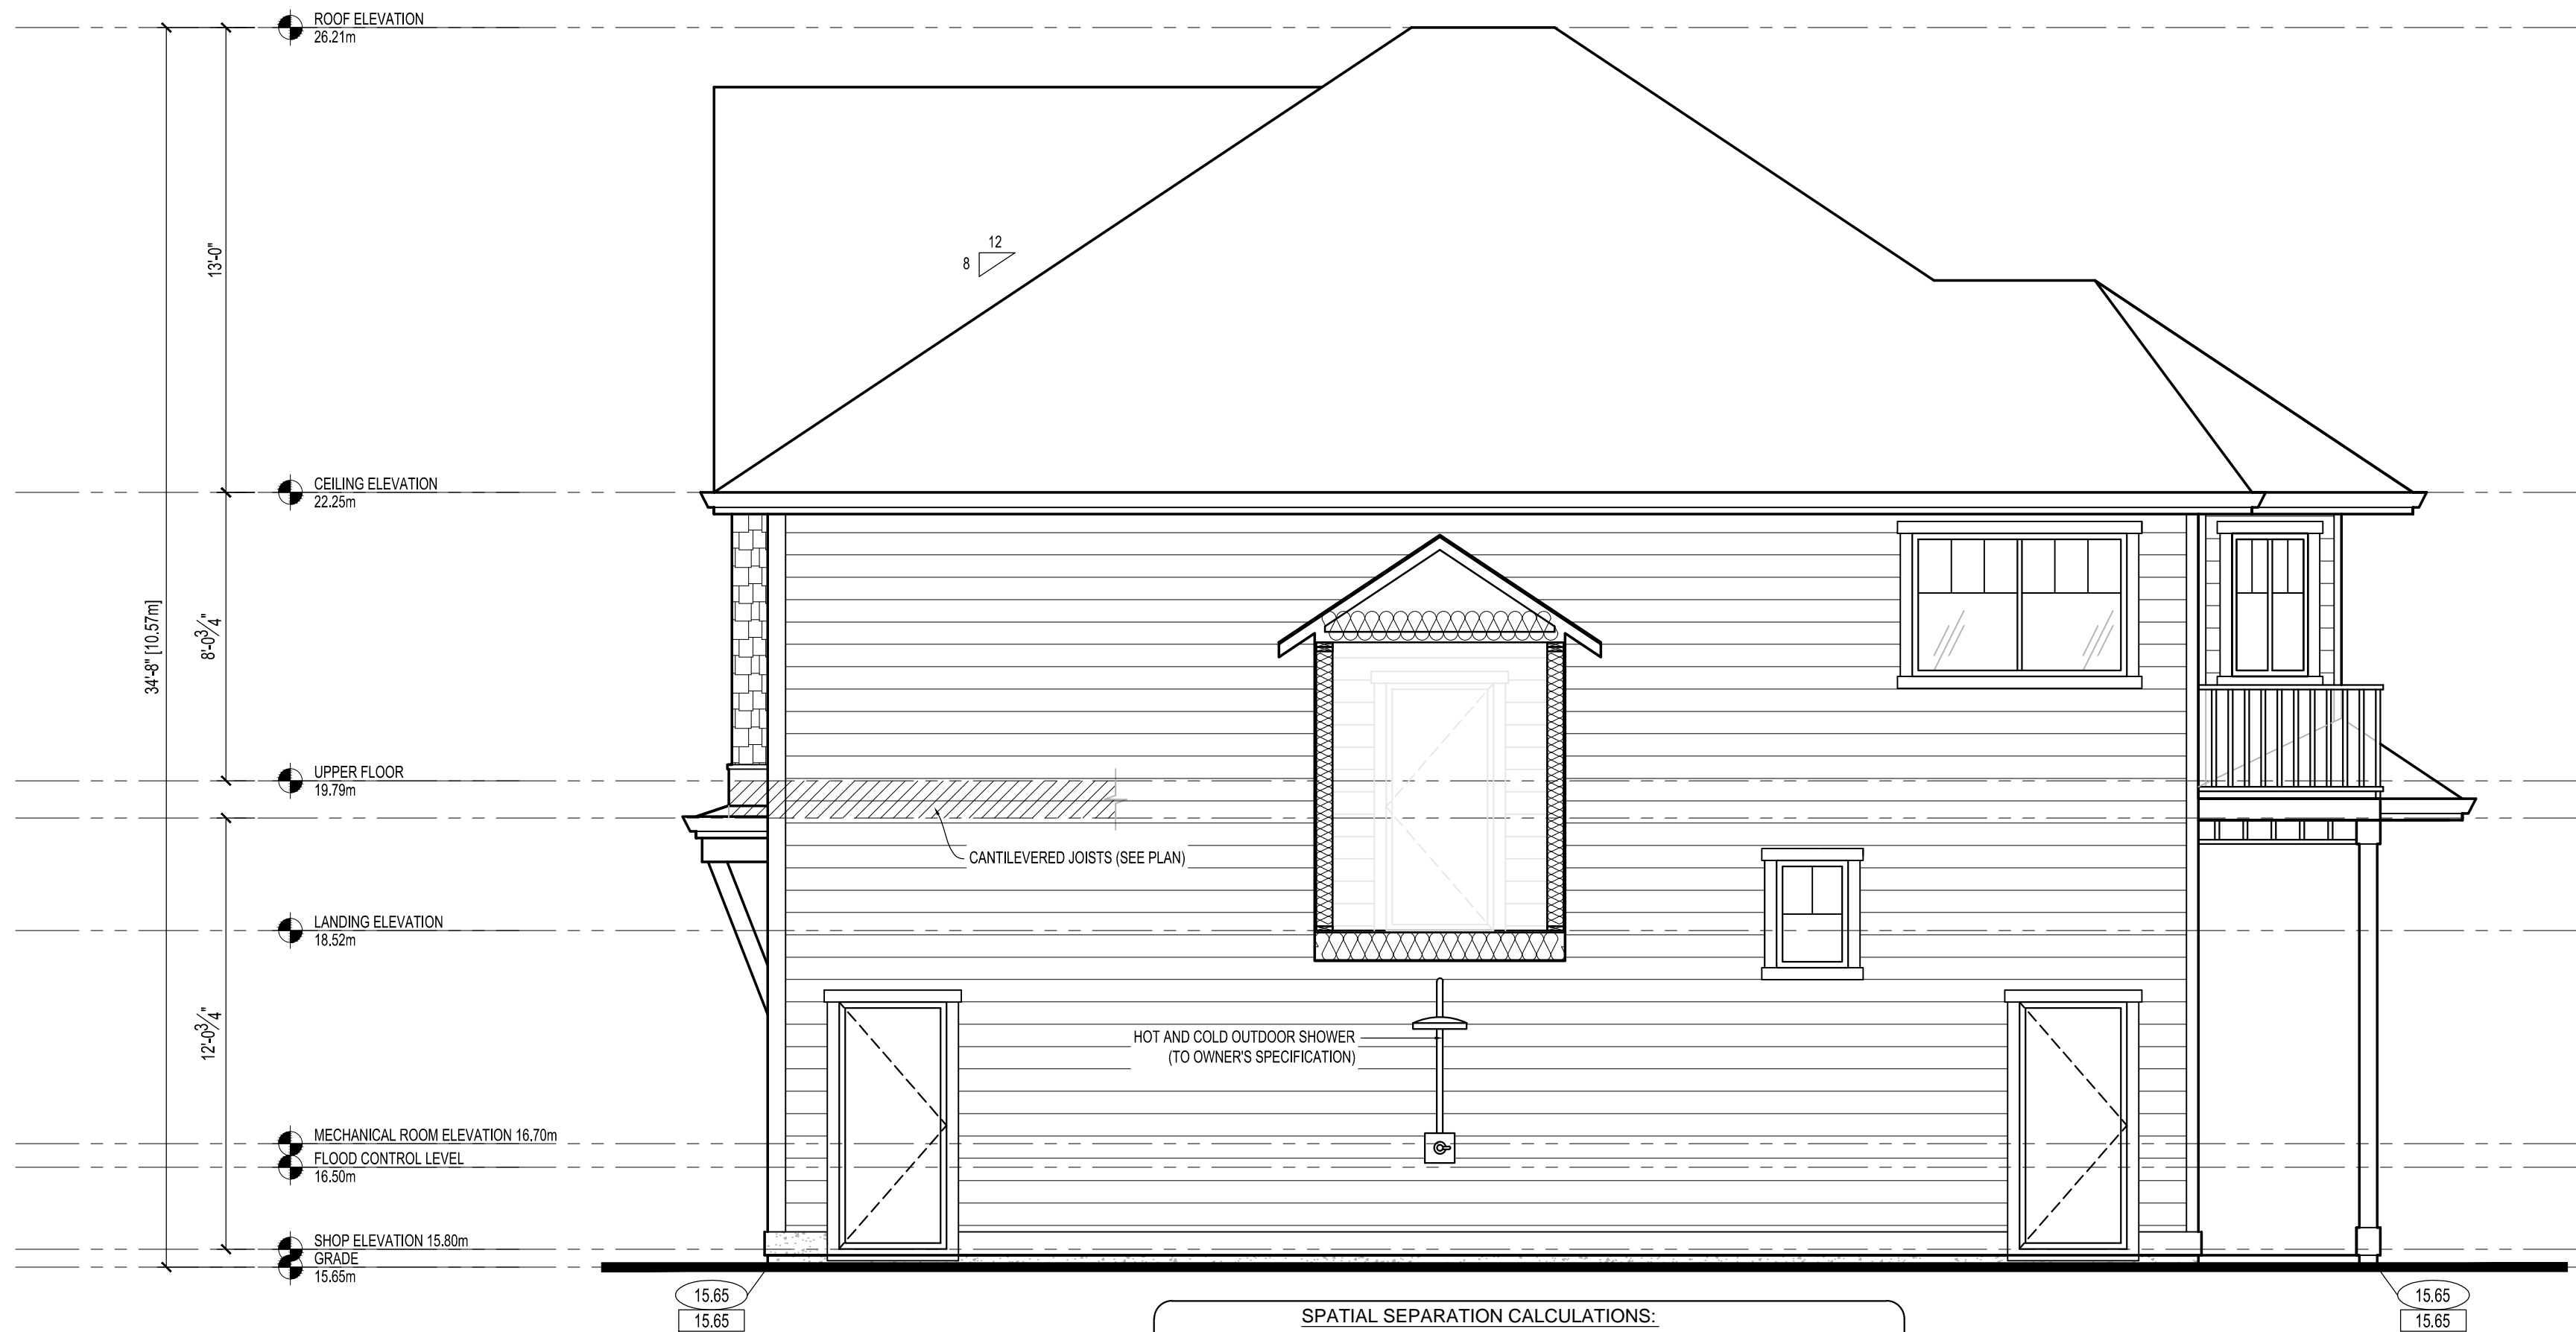 ROOF ELEVATION
26.21m
13'-0"
12
8
CEILING ELEVATION
22.25m
34'-8" [10.57m]
8'-0 3/4"
UPPER FLOOR
19.79m
CANTILEVERED JOISTS (SEE PLAN)
LANDING ELEVATION
18.52m
12'-0 3/4"
HOT AND COLD OUTDOOR SHOWER
(TO OWNER'S SPECIFICATION)
MECHANICAL ROOM ELEVATION 16.70m
FLOOD CONTROL LEVEL
16.50m
SHOP ELEVATION 15.80m
GRADE
15.65m
15.65
15.65
15.65
15.65
SPATIAL SEPARATION CALCULATIONS: